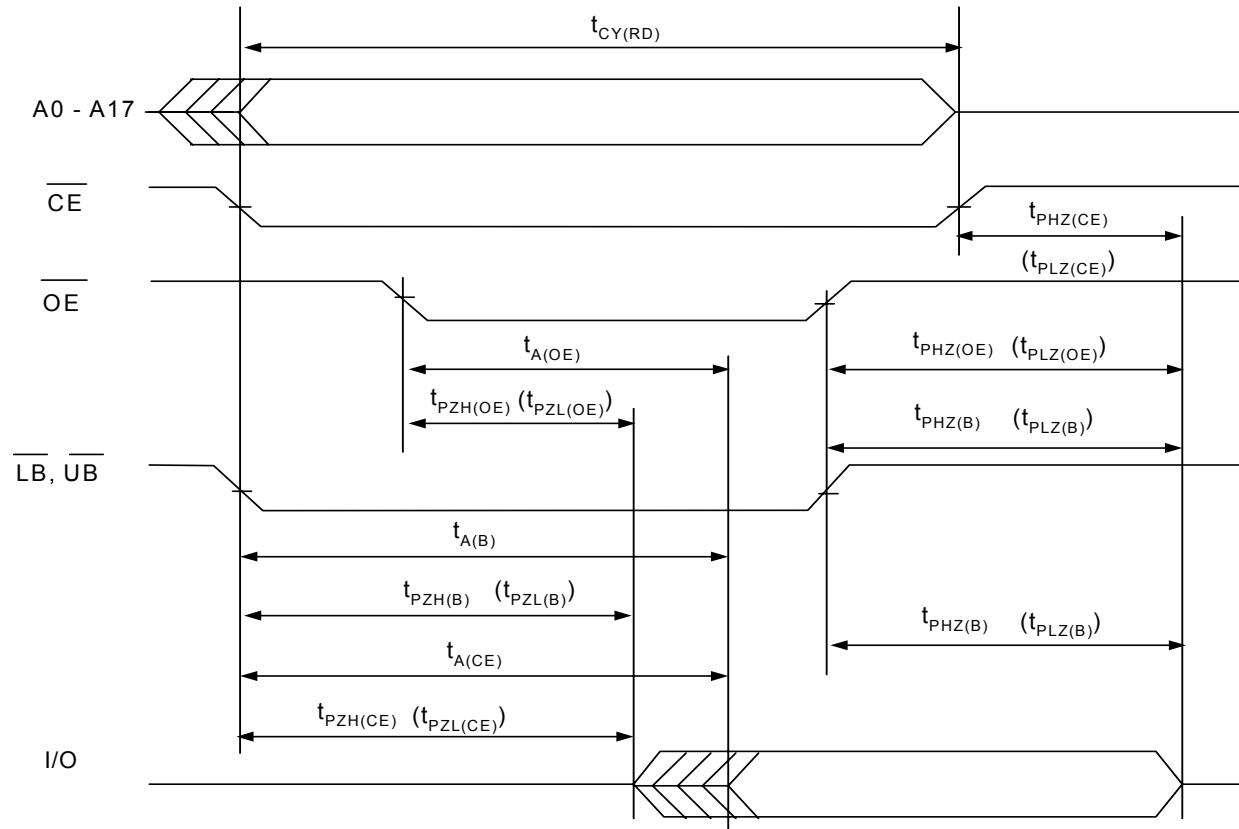 t_CY(RD)
A0 - A17
CE
t_PHZ(CE)
(t_PLZ(CE))
OE
t_A(OE)
t_PHZ(OE) (t_PLZ(OE))
t_PZH(OE) (t_PZL(OE))
t_PHZ(B) (t_PLZ(B))
LB, UB
t_A(B)
t_PZH(B) (t_PZL(B))
t_PHZ(B) (t_PLZ(B))
t_A(CE)
t_PZH(CE) (t_PZL(CE))
I/O